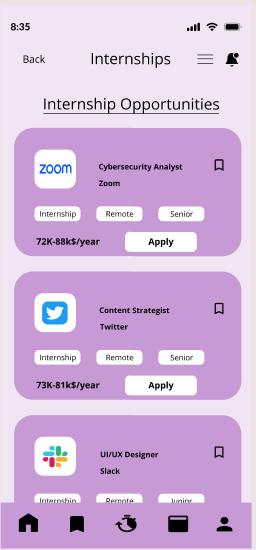 8:35
Back
Internships
Internship Opportunities
zoom
Cybersecurity Analyst
Zoom
Internship
Remote
Senior
72K-88k$/year
Apply
Content Strategist
Twitter
Internship
Remote
Senior
73K-81k$/year
Apply
UI/UX Designer
Slack
Internship
Remote
Junior